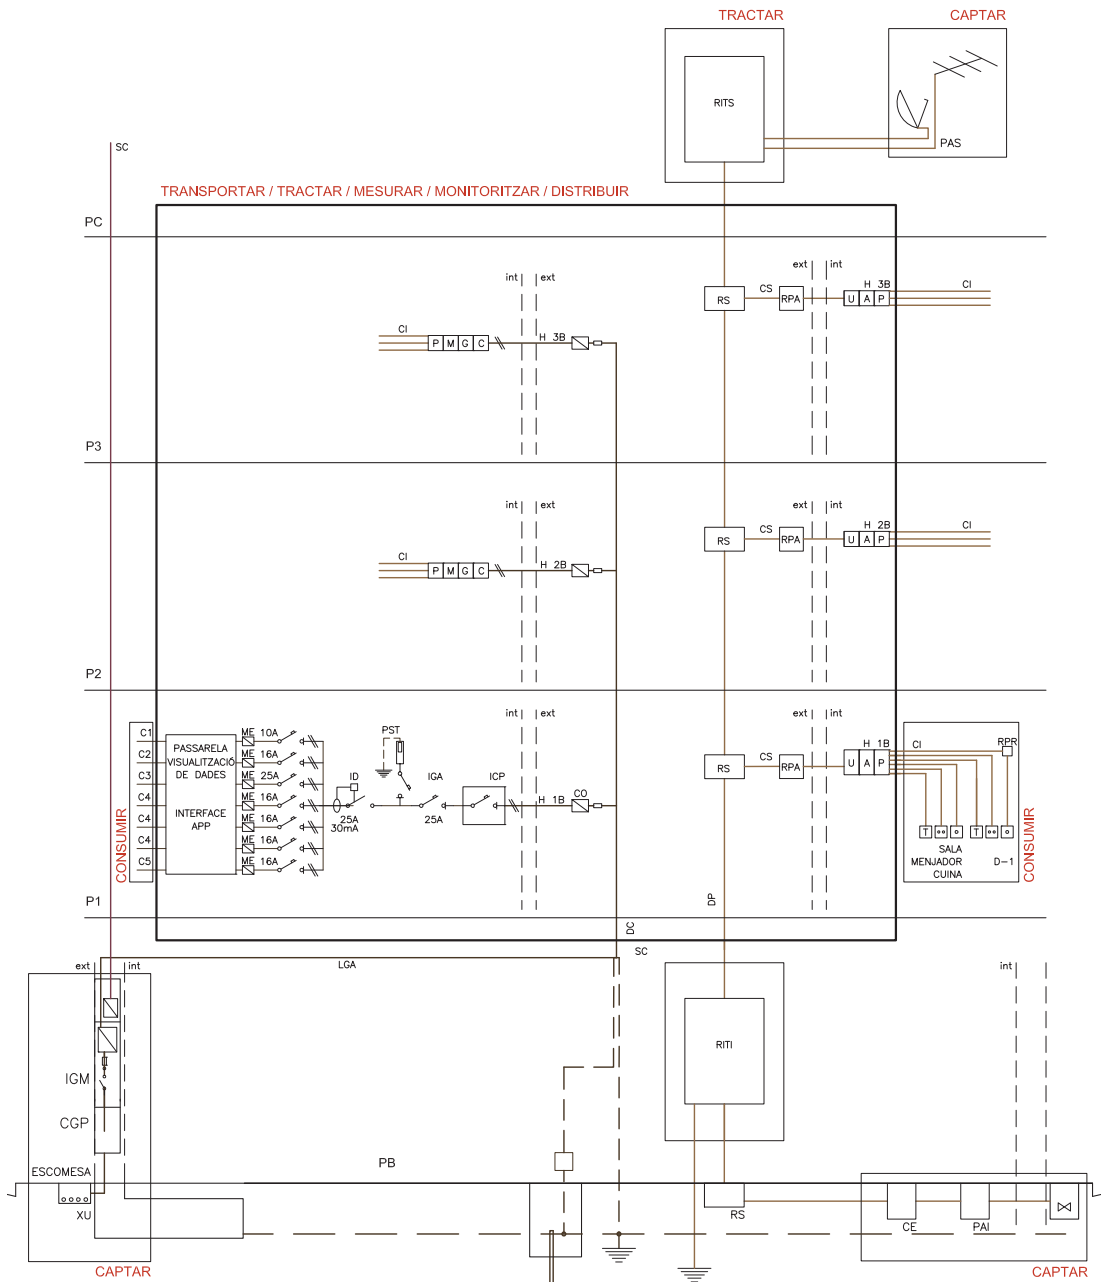 TRACTAR
CAPTAR
RITS
PAS
SC
TRANSPORTAR / TRACTAR / MESURAR / MONITORITZAR / DISTRIBUIR
PC
int ext
ext int
RS
CS
RPA
H 3B
U A P
CI
CI
P M G C
H 3B
P3
int ext
ext int
RS
CS
RPA
H 2B
U A P
CI
CI
P M G C
H 2B
P2
int ext
ext int
C1
C2
C3
C4
C4
C4
C5
CONSUMIR
PASSARELA
VISUALITZACIÓ
DE DADES
INTERFACE
APP
ME 10A
ME 16A
ME 25A
ME 16A
ME 16A
ME 16A
ME 16A
PST
ID
25A
30mA
IGA
25A
ICP
H 1B
CO
RS
CS
RPA
H 1B
U A P
CI
RPR
T
T
SALA
MENJADOR
CUINA
D-1
CONSUMIR
P1
DP
DC
SC
LGA
ext int
int
RITI
IGM
CGP
ESCOMESA
XU
PB
RS
CE
PAI
CAPTAR
CAPTAR